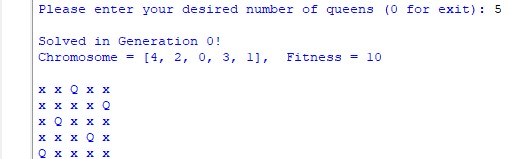 Please enter your desired number of queens (0 for exit): 5
Solved in Generation 0!
Chromosome = [4, 2, 0, 3, 1],  Fitness = 10
x x Q x x
x x x x Q
x Q x x x
x x x Q x
Q x x x x